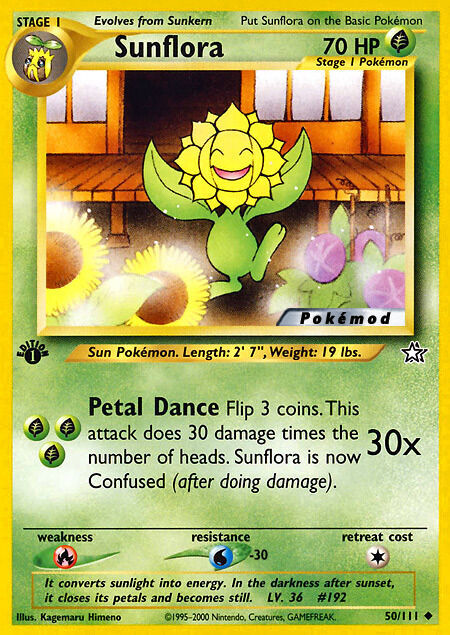 STAGE 1 Evolves from Sunkern Put Sunflora on the Basic Pokémon
Sunflora 70 HP
Stage 1 Pokémon
Pokémod
EDITION
1
Sun Pokémon. Length: 2' 7", Weight: 19 lbs.
Petal Dance Flip 3 coins. This
attack does 30 damage times the
number of heads. Sunflora is now
Confused (after doing damage).
30x
weakness resistance retreat cost
-30
It converts sunlight into energy. In the darkness after sunset,
it closes its petals and becomes still. LV. 36 #192
Illus. Kagemaru Himeno ©1995-2000 Nintendo, Creatures, GAMEFREAK. 50/111